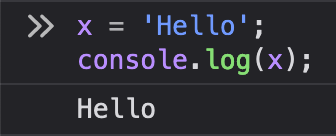 x = 'Hello';
console.log(x);
Hello